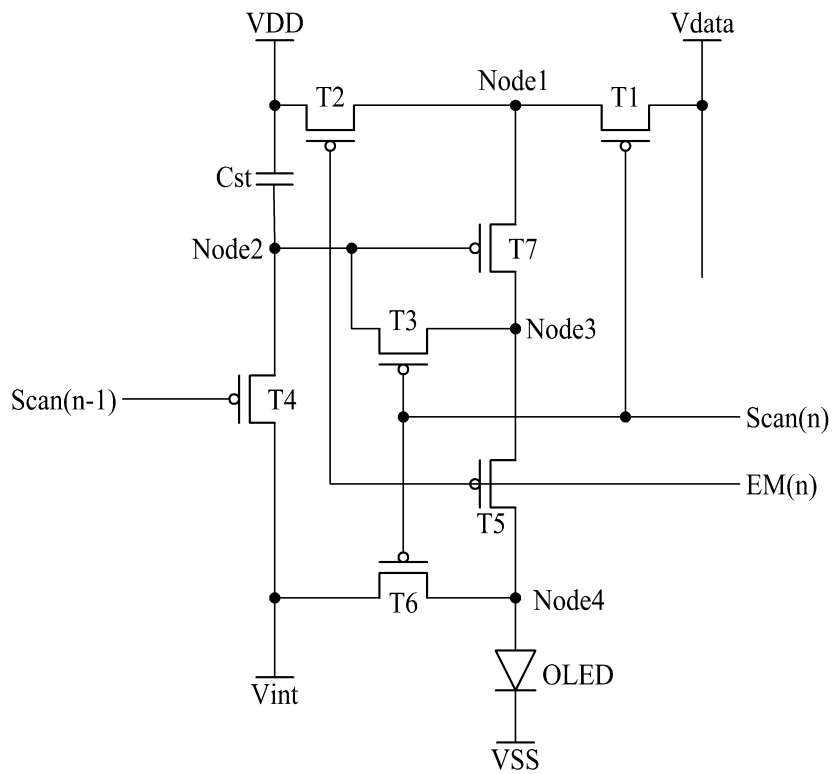 VDD
Vdata
Node1
T2
T1
Cst
Node2
T7
T3
Node3
Scan(n-1)
T4
Scan(n)
EM(n)
T5
T6
Node4
OLED
Vint
VSS